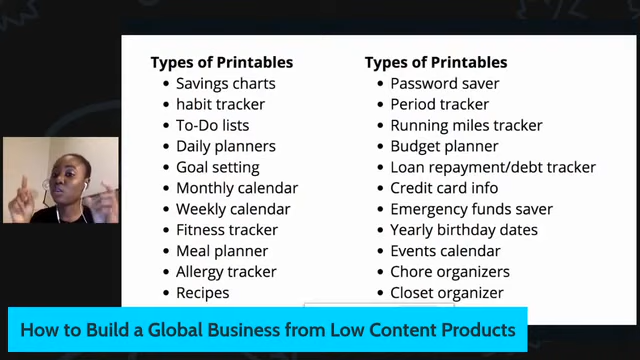 Types of Printables
Savings charts
habit tracker
To-Do lists
Daily planners
Goal setting
Monthly calendar
Weekly calendar
Fitness tracker
Meal planner
Allergy tracker
Recipes
Types of Printables
Password saver
Period tracker
Running miles tracker
Budget planner
Loan repayment/debt tracker
Credit card info
Emergency funds saver
Yearly birthday dates
Events calendar
Chore organizers
Closet organizer
How to Build a Global Business from Low Content Products